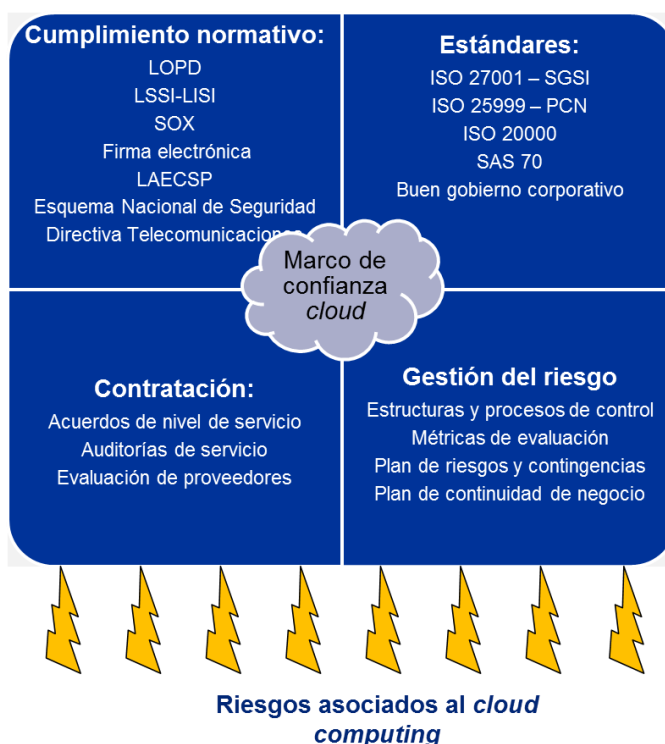 Cumplimiento normativo:
LOPD
LSSI-LISI
SOX
Firma electrónica
LAECSP
Esquema Nacional de Seguridad
Directiva Telecomunicaciones
Estándares:
ISO 27001 – SGSI
ISO 25999 – PCN
ISO 20000
SAS 70
Buen gobierno corporativo
Marco de
confianza
cloud
Contratación:
Acuerdos de nivel de servicio
Auditorías de servicio
Evaluación de proveedores
Gestión del riesgo
Estructuras y procesos de control
Métricas de evaluación
Plan de riesgos y contingencias
Plan de continuidad de negocio
Riesgos asociados al cloud
computing